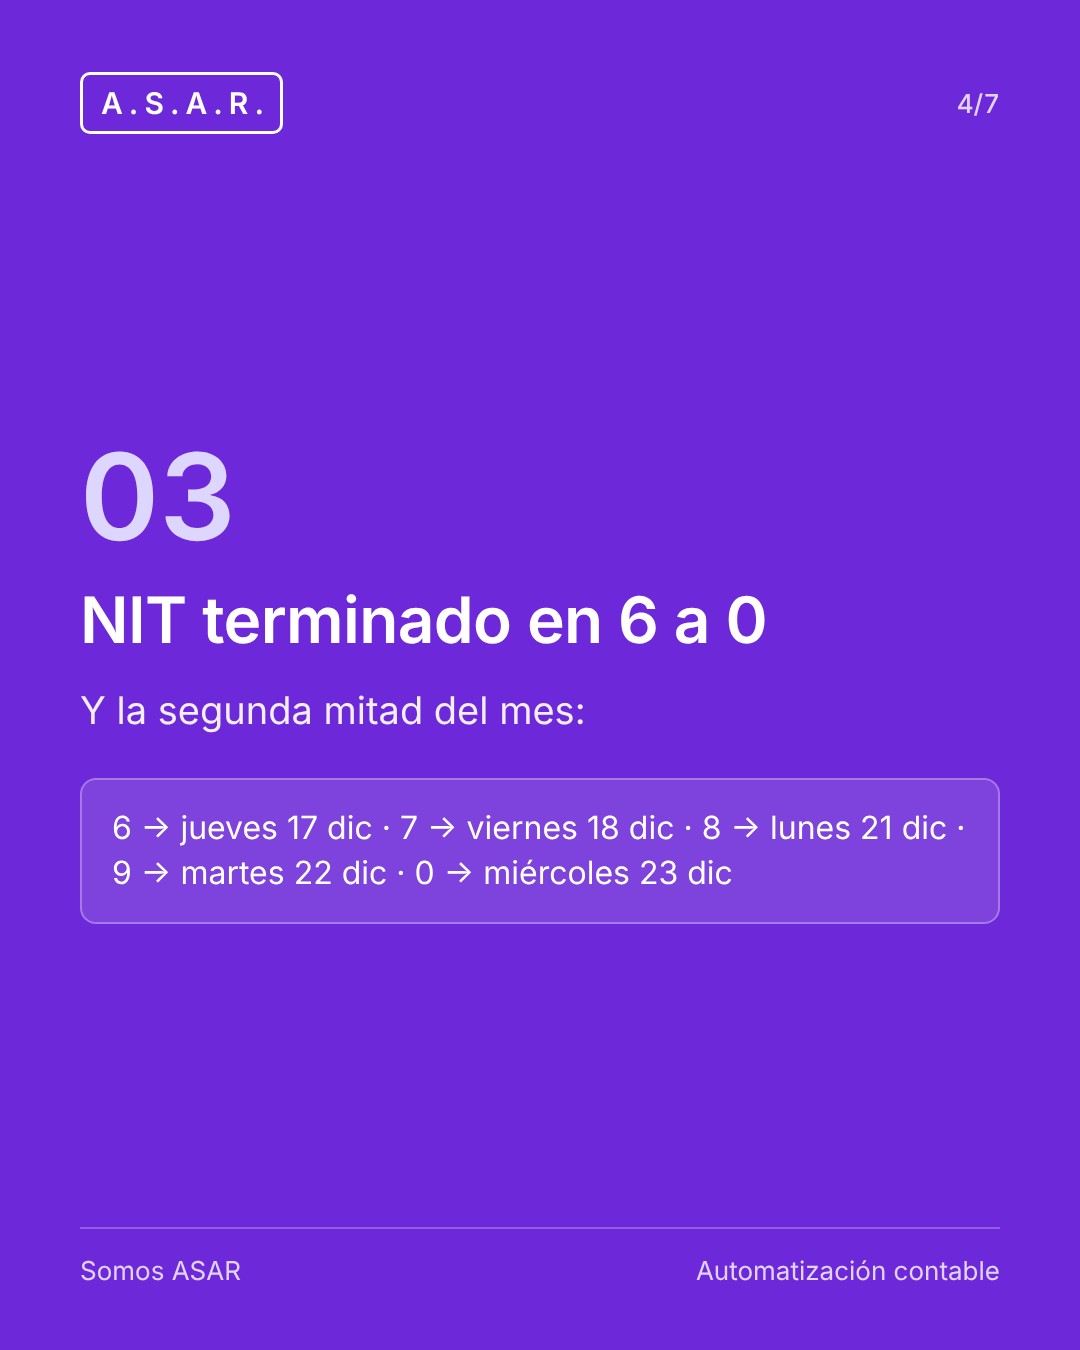 A.S.A.R.
4/7
03
NIT terminado en 6 a 0
Y la segunda mitad del mes:
6 → jueves 17 dic · 7 → viernes 18 dic · 8 → lunes 21 dic ·
9 → martes 22 dic · 0 → miércoles 23 dic
Somos ASAR
Automatización contable